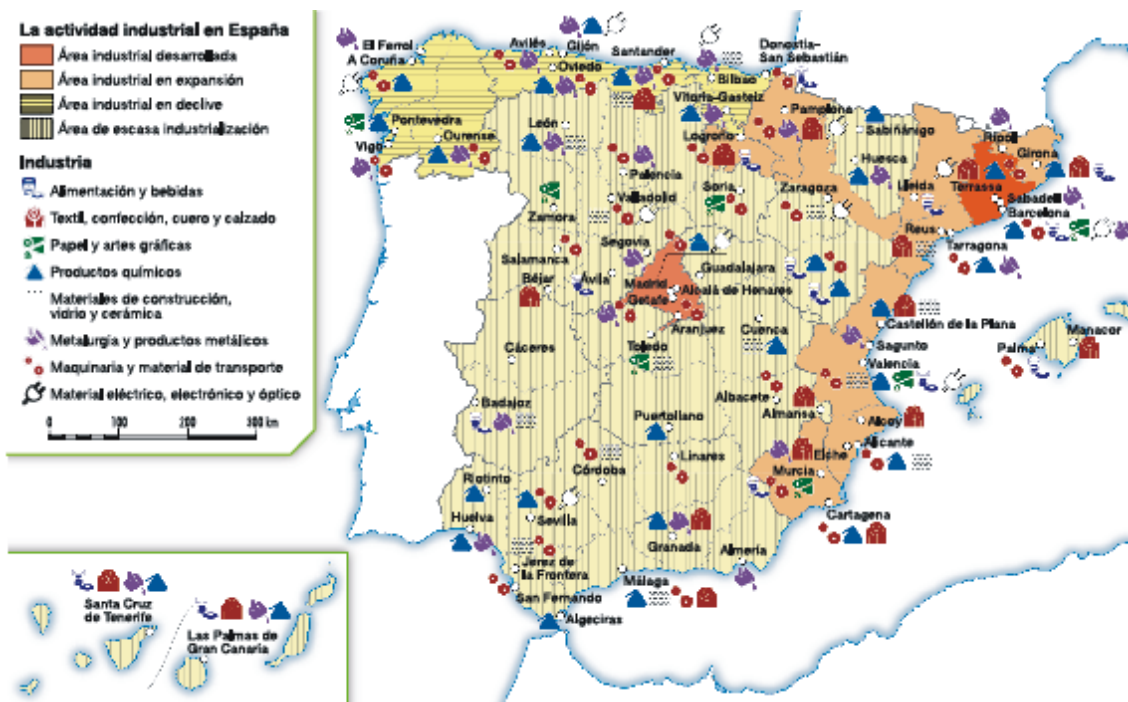 La actividad industrial en España
Área industrial desarrollada
Área industrial en expansión
Área industrial en declive
Área de escasa industrialización
Industria
Alimentación y bebidas
Textil, confección, cuero y calzado
Papel y artes gráficas
Productos químicos
Materiales de construcción,
vidrio y cerámica
Metalurgia y productos metálicos
Maquinaria y material de transporte
Material eléctrico, electrónico y óptico
0 100 200 300 km
El Ferrol
A Coruña
Avilés
Gijón
Oviedo
Santander
Bilbao
Donostia-
San Sebastián
Vitoria-Gasteiz
Pamplona
Pontevedra
Ourense
Vigo
León
Logroño
Sabiñánigo
Huesca
Ripoll
Girona
Lleida
Terrassa
Sabadell
Barcelona
Palencia
Valladolid
Soria
Zaragoza
Zamora
Reus
Tarragona
Segovia
Salamanca
Béjar
Ávila
Madrid
Getafe
Guadalajara
Alcalá de Henares
Aranjuez
Toledo
Cuenca
Castellón de la Plana
Sagunto
Valencia
Manacor
Palma
Cáceres
Badajoz
Albacete
Almansa
Alcoy
Alicante
Elche
Murcia
Cartagena
Puertollano
Linares
Córdoba
Riotinto
Huelva
Sevilla
Granada
Almería
Jerez de
la Frontera
San Fernando
Málaga
Algeciras
Santa Cruz
de Tenerife
Las Palmas de
Gran Canaria